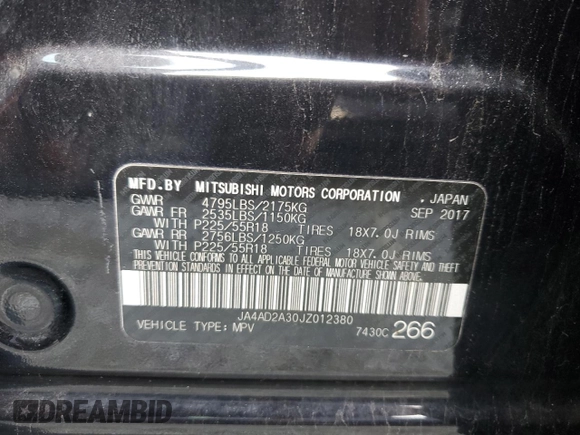 MFD.BY MITSUBISHI MOTORS CORPORATION . JAPAN
GVWR 4795LBS/2175KG SEP 2017
GAWR FR 2535LBS/1150KG
WITH P225/55R18 TIRES 18X7.0J RIMS
GAWR RR 2756LBS/1250KG
WITH P225/55R18 TIRES 18X7.0J RIMS
THIS VEHICLE CONFORMS TO ALL APPLICABLE FEDERAL MOTOR VEHICLE SAFETY AND THEFT
PREVENTION STANDARDS IN EFFECT ON THE DATE OF MANUFACTURE SHOWN ABOVE.
JA4AD2A30JZ012380
VEHICLE TYPE: MPV 7430C 266
DREAMBID